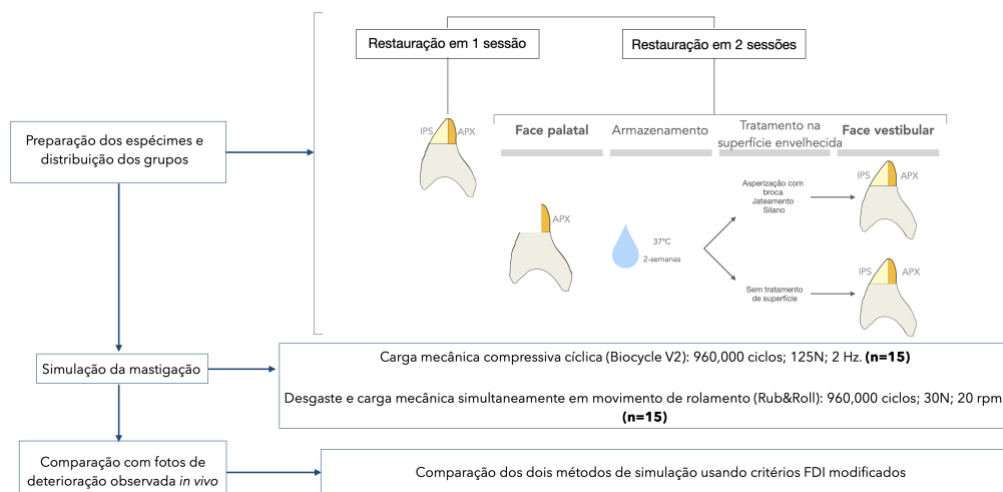 Restauração em 1 sessão
Restauração em 2 sessões
Preparação dos espécimes e
distribuição dos grupos
IPS
APX
Face palatal
Armazenamento
Tratamento na
superfície envelhecida
Face vestibular
APX
37°C
2-semanas
Asperização com
broca
Jateamento
Silano
IPS
APX
Sem tratamento
de superfície
IPS
APX
Simulação da mastigação
Carga mecânica compressiva cíclica (Biocycle V2): 960,000 ciclos; 125N; 2 Hz. (n=15)
Desgaste e carga mecânica simultaneamente em movimento de rolamento (Rub&Roll): 960,000 ciclos; 30N; 20 rpm
(n=15)
Comparação com fotos de
deterioração observada in vivo
Comparação dos dois métodos de simulação usando critérios FDI modificados